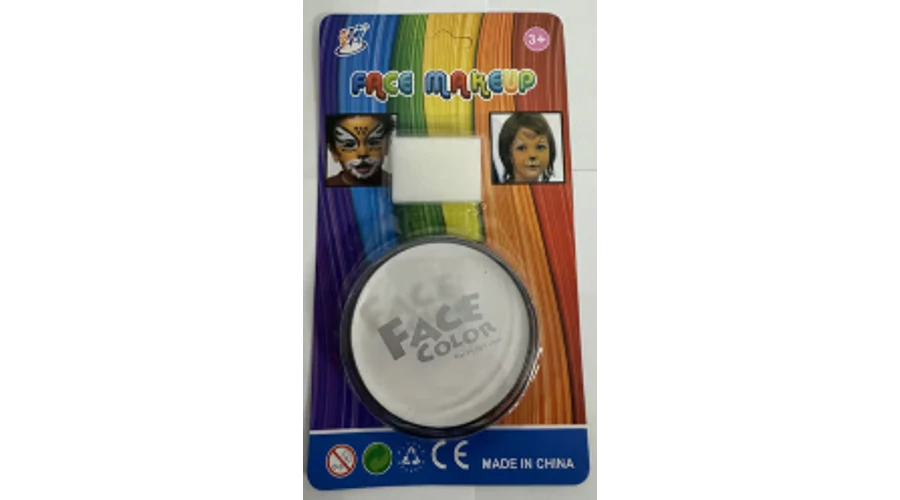 3+
FACE MAKEUP
FACE
COLOR
CE
MADE IN CHINA